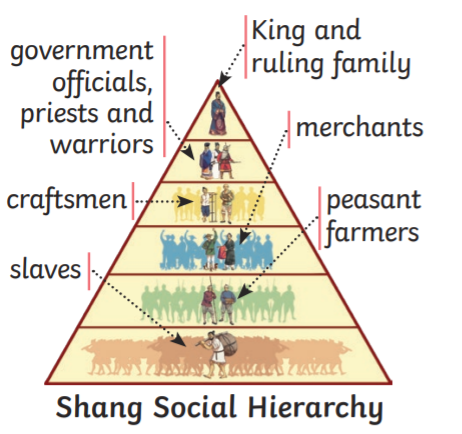 King and
ruling family
government
officials,
priests and
warriors
merchants
craftsmen
peasant
farmers
slaves
Shang Social Hierarchy